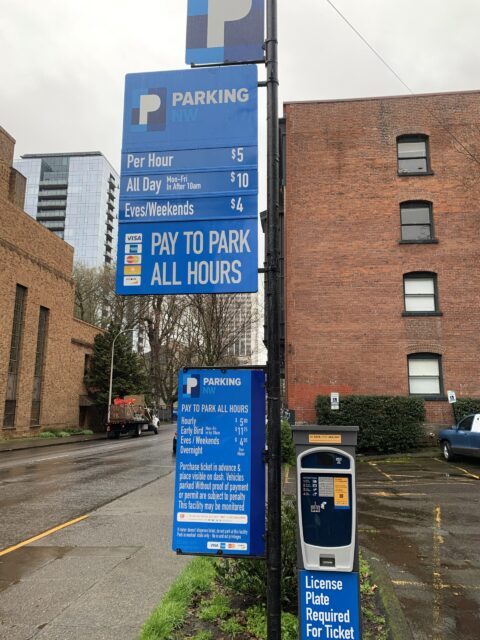 P
P PARKING
NW
Per Hour $5
All Day Mon-Fri In After 10am $10
Eves/Weekends $4
VISA
PAY TO PARK
ALL HOURS
P PARKING
NW
PAY TO PARK ALL HOURS
Hourly $5
Early Bird $11
Eves / Weekends $4
Overnight
Purchase ticket in advance &
place visible on dash. Vehicles
parked Without proof of payment
or permit are subject to penalty
This facility may be monitored
VISA
License
Plate
Required
For Ticket